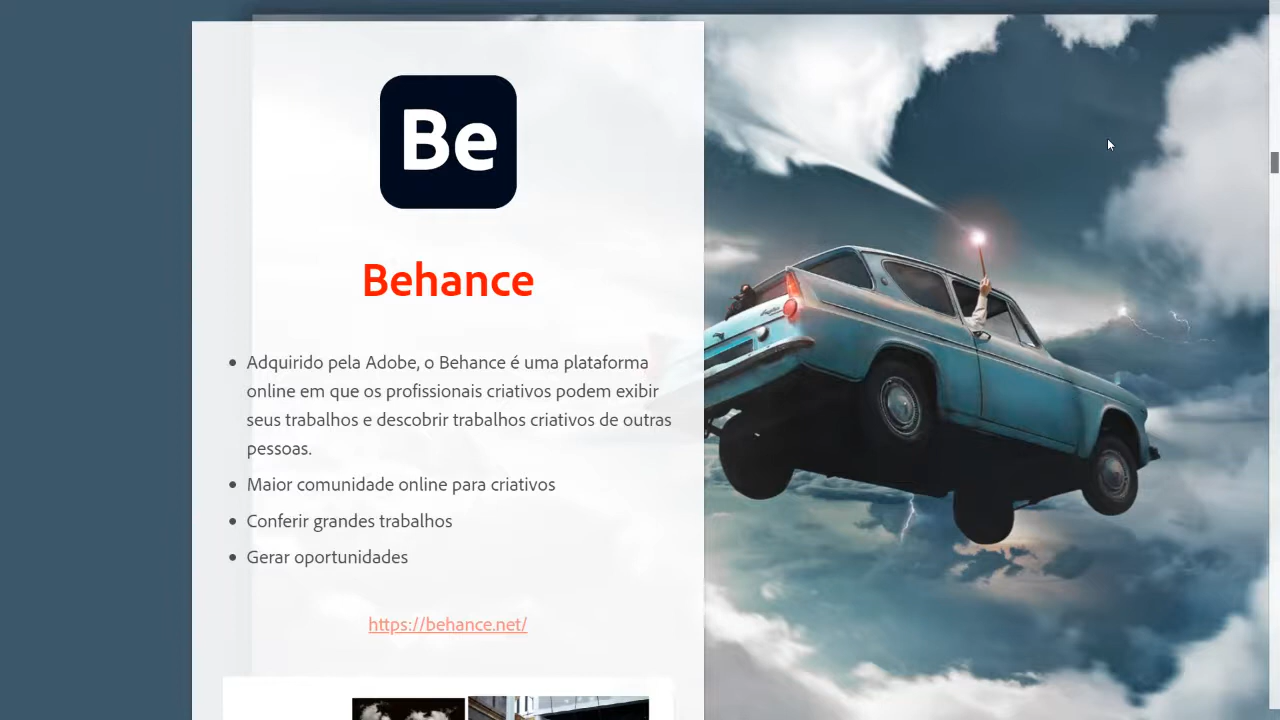 Be
Behance
• Adquirido pela Adobe, o Behance é uma plataforma
online em que os profissionais criativos podem exibir
seus trabalhos e descobrir trabalhos criativos de outras
pessoas.
• Maior comunidade online para criativos
• Conferir grandes trabalhos
• Gerar oportunidades
https://behance.net/